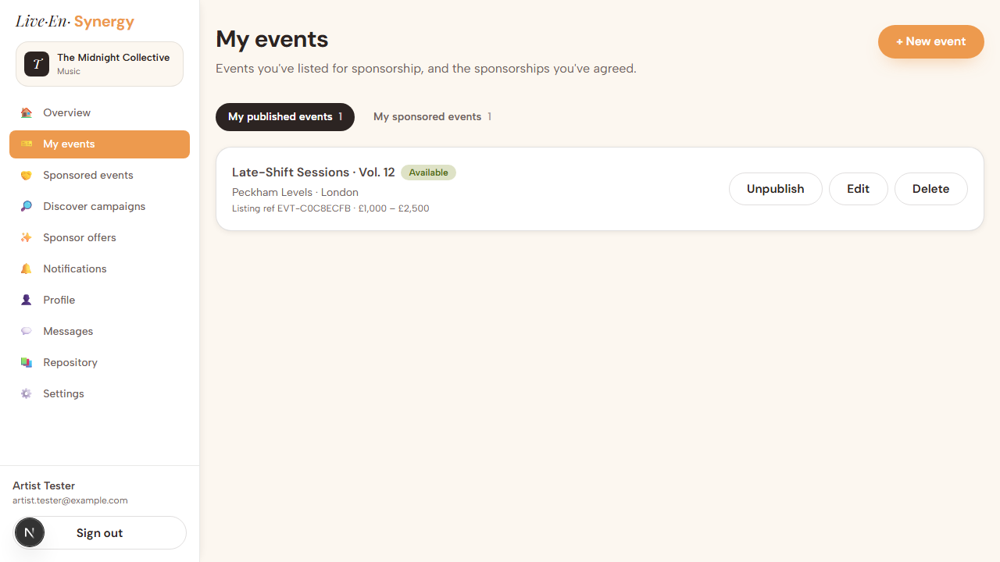 Live·En· Synergy
T
The Midnight Collective
Music
Overview
My events
Sponsored events
Discover campaigns
Sponsor offers
Notifications
Profile
Messages
Repository
Settings
Artist Tester
artist.tester@example.com
N
Sign out
My events
Events you've listed for sponsorship, and the sponsorships you've agreed.
+ New event
My published events 1
My sponsored events 1
Late-Shift Sessions · Vol. 12 Available
Peckham Levels · London
Listing ref EVT-C0C8ECFB · £1,000 – £2,500
Unpublish
Edit
Delete